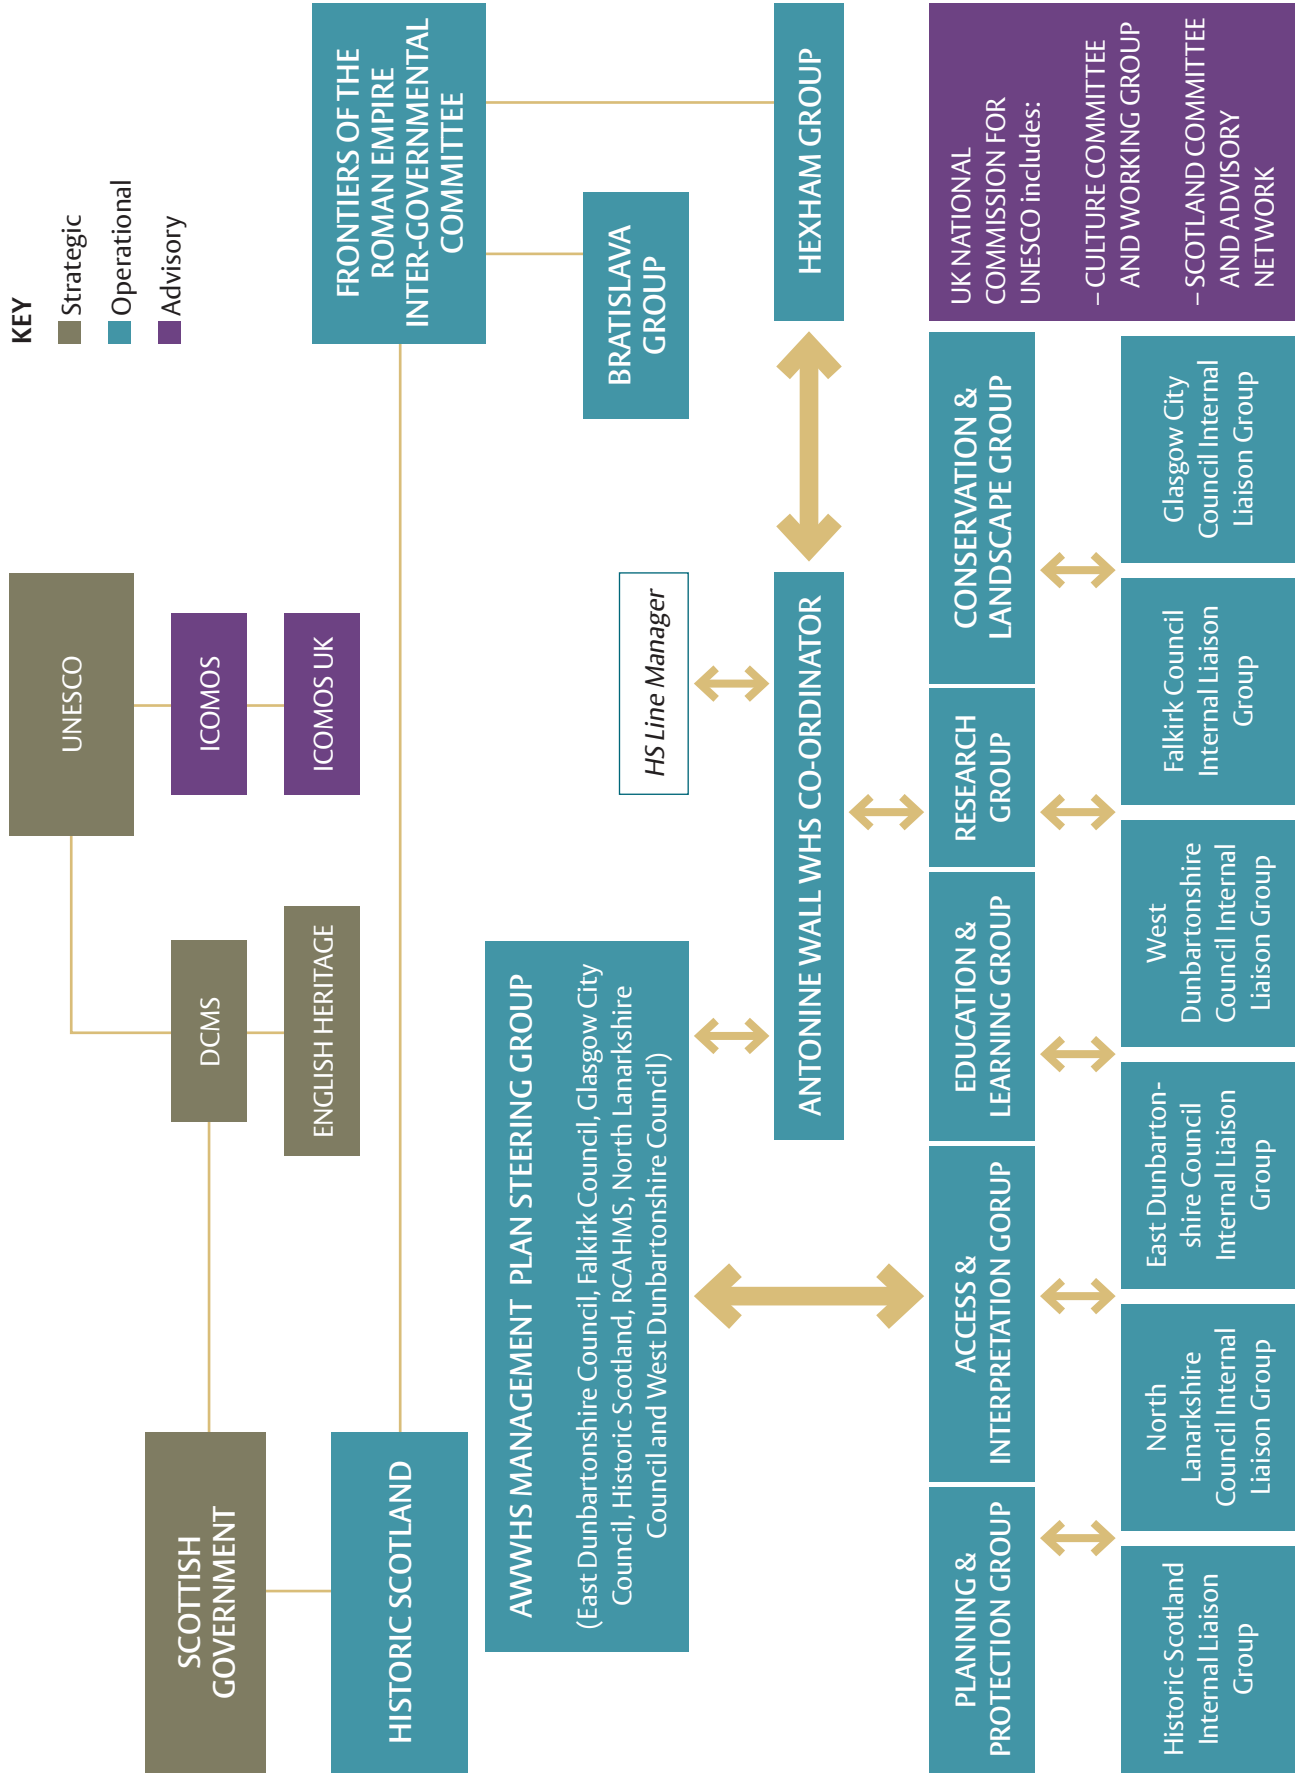 KEY
Strategic
Operational
Advisory
UNESCO
ICOMOS
ICOMOS UK
DCMS
ENGLISH HERITAGE
SCOTTISH
GOVERNMENT
HISTORIC SCOTLAND
FRONTIERS OF THE
ROMAN EMPIRE
INTER-GOVERNMENTAL
COMMITTEE
BRATISLAVA
GROUP
HEXHAM GROUP
AWWHS MANAGEMENT PLAN STEERING GROUP
(East Dunbartonshire Council, Falkirk Council, Glasgow City
Council, Historic Scotland, RCAHMS, North Lanarkshire
Council and West Dunbartonshire Council)
HS Line Manager
ANTONINE WALL WHS CO-ORDINATOR
PLANNING &
PROTECTION GROUP
ACCESS &
INTERPRETATION GORUP
EDUCATION &
LEARNING GROUP
RESEARCH
GROUP
CONSERVATION &
LANDSCAPE GROUP
UK NATIONAL
COMMISSION FOR
UNESCO includes:
– CULTURE COMMITTEE
AND WORKING GROUP
– SCOTLAND COMMITTEE
AND ADVISORY
NETWORK
Historic Scotland
Internal Liaison
Group
North
Lanarkshire
Council Internal
Liaison Group
East Dunbarton-
shire Council
Internal Liaison
Group
West
Dunbartonshire
Council Internal
Liaison Group
Falkirk Council
Internal Liaison
Group
Glasgow City
Council Internal
Liaison Group